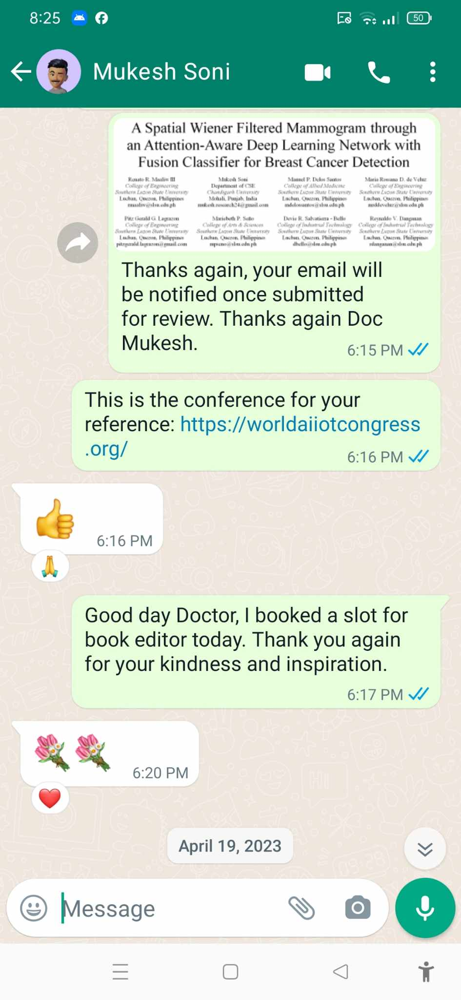 8:25
50
Mukesh Soni
A Spatial Wiener Filtered Mammogram through
an Attention-Aware Deep Learning Network with
Fusion Classifier for Breast Cancer Detection
Renato R. Maaliw III
College of Engineering
Southern Luzon State University
Lucban, Quezon, Philippines
rmaaliw@slsu.edu.ph
Mukesh Soni
Department of CSE
Chandigarh University
Mohali, Punjab, India
mukesh.research24@gmail.com
Manuel P. Delos Santos
College of Allied Medicine
Southern Luzon State University
Lucban, Quezon, Philippines
mdelossantos@slsu.edu.ph
Maria Rossana D. de Veluz
College of Engineering
Southern Luzon State University
Lucban, Quezon, Philippines
mrddeveluz@slsu.edu.ph
Pitz Gerald G. Lagrazon
College of Engineering
Southern Luzon State University
Lucban, Quezon, Philippines
pitzgerald.lagrazon@gmail.com
Mariebeth P. Seño
College of Arts & Sciences
Southern Luzon State University
Lucban, Quezon, Philippines
mpseno@slsu.edu.ph
Davie R. Salvatiera - Bello
College of Industrial Technology
Southern Luzon State University
Lucban, Quezon, Philippines
dbello@slsu.edu.ph
Reynaldo V. Danganan
College of Industrial Technology
Southern Luzon State University
Lucban, Quezon, Philippines
rdanganan@slsu.edu.ph
Thanks again, your email will
be notified once submitted
for review. Thanks again Doc
Mukesh.
6:15 PM
This is the conference for your
reference: https://worldaiiotcongress
.org/
6:16 PM
6:16 PM
Good day Doctor, I booked a slot for
book editor today. Thank you again
for your kindness and inspiration.
6:17 PM
6:20 PM
April 19, 2023
Message